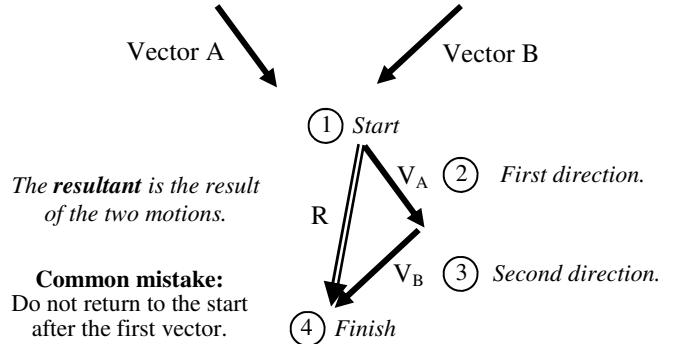 Vector A
Vector B
1 Start
V_A 2 First direction.
The resultant is the result
of the two motions.
R
V_B 3 Second direction.
Common mistake:
Do not return to the start
after the first vector.
4 Finish